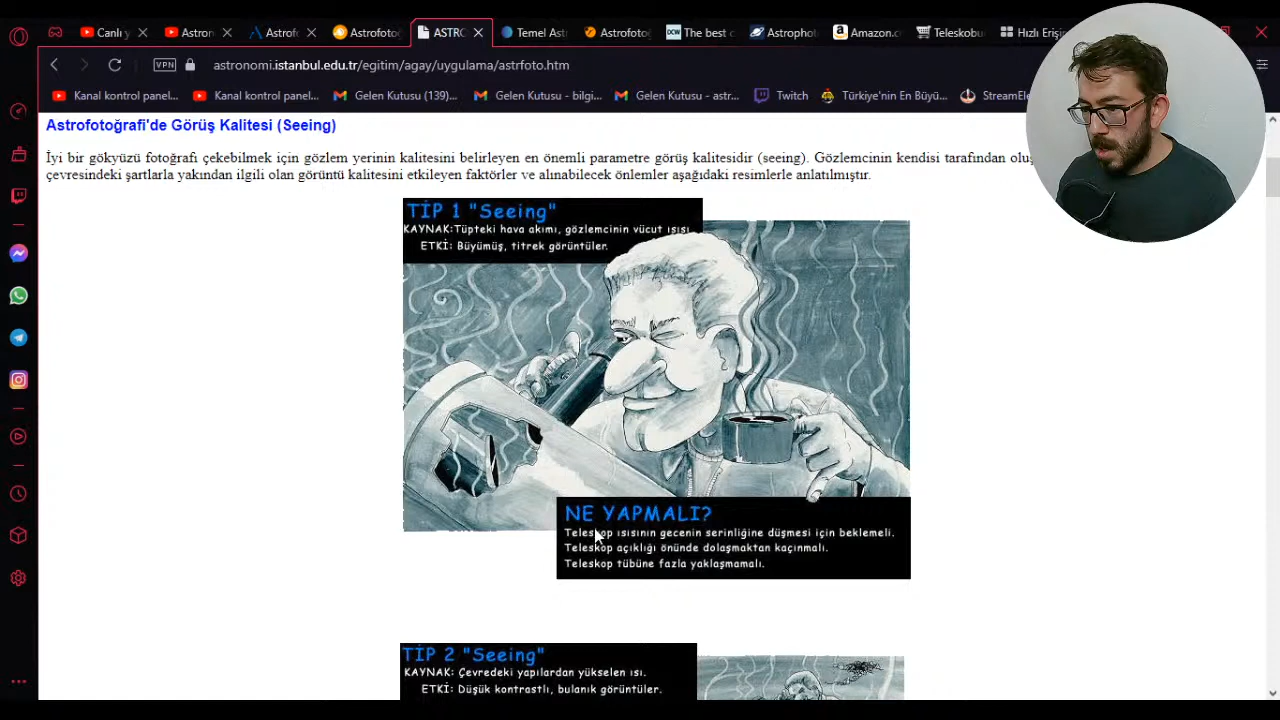 Canlı y
Astron
Astrofo
Astrofoto
ASTRO
Temel Ast
Astrofoto
The best c
Astrophot
Amazon.c
Teleskobu
Hızlı Erişi
VPN
astronomi.istanbul.edu.tr/egitim/agay/uygulama/astrfoto.htm
Kanal kontrol panel...
Kanal kontrol panel...
Gelen Kutusu (139)...
Gelen Kutusu - bilgi...
Gelen Kutusu - astr...
Twitch
Türkiye'nin En Büyü...
StreamEle
Astrofotoğrafi'de Görüş Kalitesi (Seeing)
İyi bir gökyüzü fotoğrafı çekebilmek için gözlem yerinin kalitesini belirleyen en önemli parametre görüş kalitesidir (seeing). Gözlemcinin kendisi tarafından oluş
çevresindeki şartlarla yakından ilgili olan görüntü kalitesini etkileyen faktörler ve alınabilecek önlemler aşağıdaki resimlerle anlatılmıştır.
TİP 1 "Seeing"
KAYNAK:Tüpteki hava akımı, gözlemcinin vücut ısısı.
ETKİ: Büyümüş, titrek görüntüler.
NE YAPMALI?
Teleskop ısısının gecenin serinliğine düşmesi için beklemeli.
Teleskop açıklığı önünde dolaşmaktan kaçınmalı.
Teleskop tübüne fazla yaklaşmamalı.
TİP 2 "Seeing"
KAYNAK: Çevredeki yapılardan yükselen ısı.
ETKİ: Düşük kontrastlı, bulanık görüntüler.